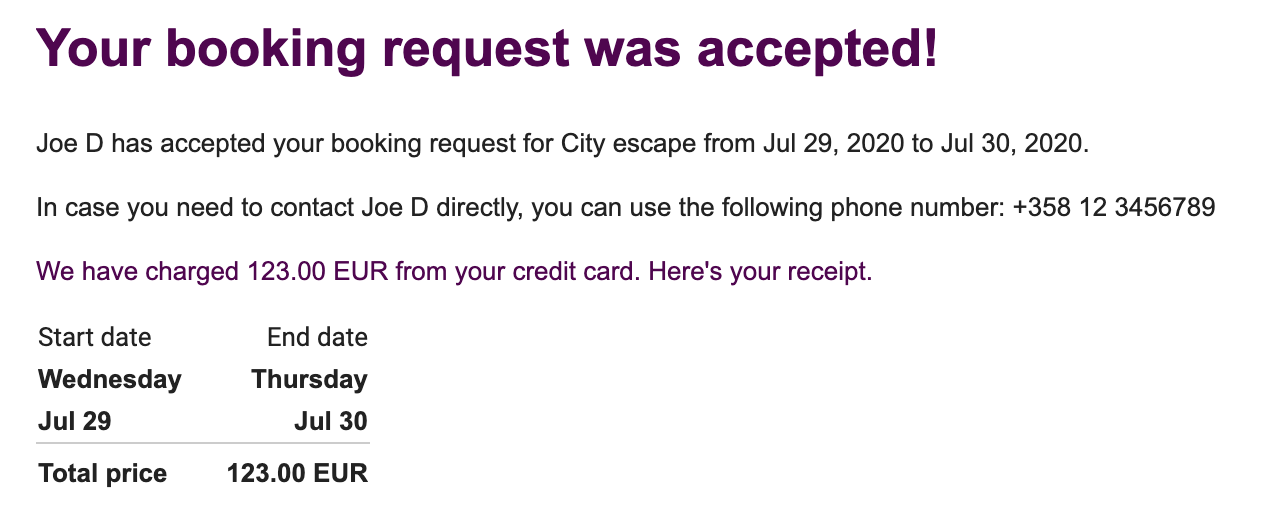 Your booking request was accepted!
Joe D has accepted your booking request for City escape from Jul 29, 2020 to Jul 30, 2020.
In case you need to contact Joe D directly, you can use the following phone number: +358 12 3456789
We have charged 123.00 EUR from your credit card. Here's your receipt.
Start date End date
Wednesday Thursday
Jul 29 Jul 30
Total price 123.00 EUR